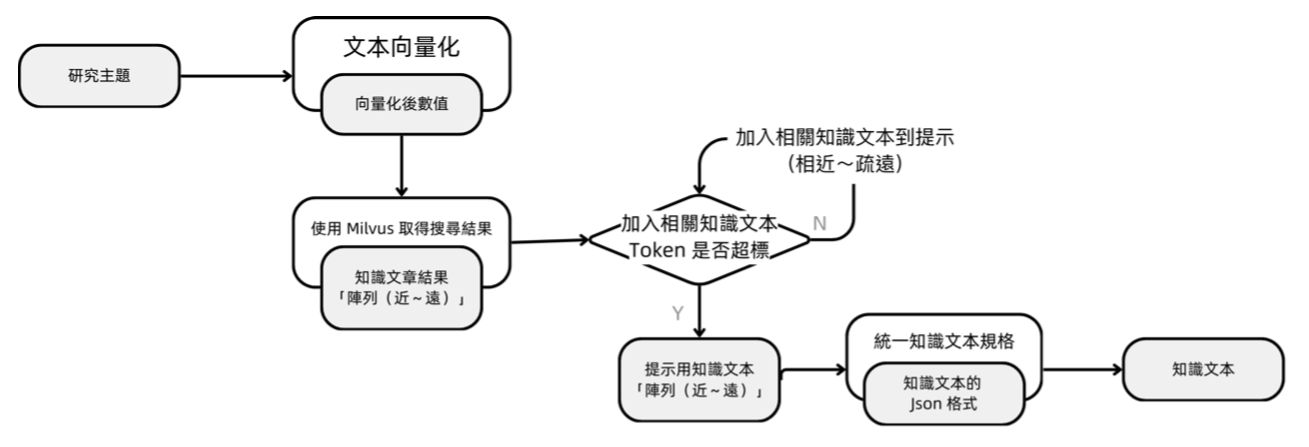 研究主題
文本向量化
向量化後數值
使用 Milvus 取得搜尋結果
知識文章結果
「陣列（近～遠）」
加入相關知識文本到提示
（相近～疏遠）
加入相關知識文本
Token 是否超標
N
Y
提示用知識文本
「陣列（近～遠）」
統一知識文本規格
知識文本的
Json 格式
知識文本